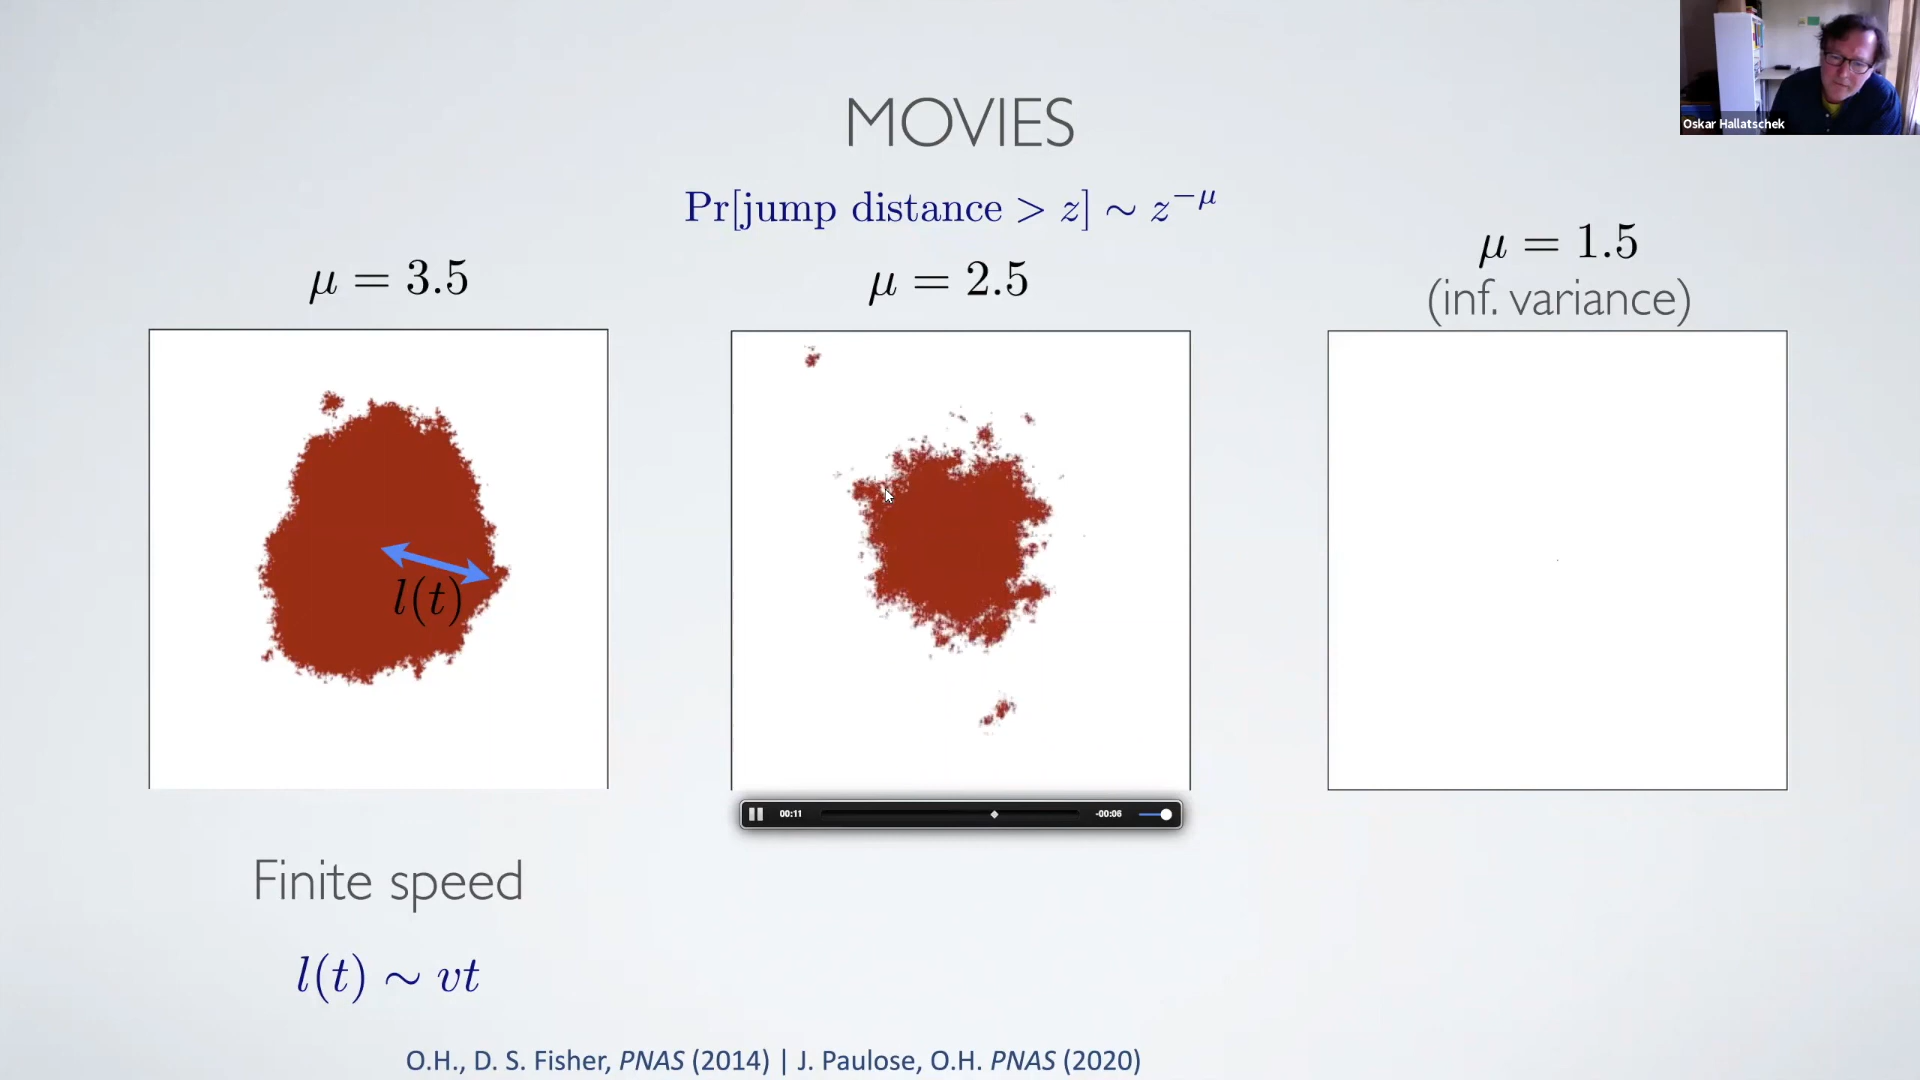 Oskar Hallatschek
MOVIES
Pr[jump distance > z] ∼ z^{−μ}
μ = 3.5
μ = 2.5
μ = 1.5
(inf. variance)
l(t)
00:11
-00:06
Finite speed
l(t) ∼ vt
O.H., D. S. Fisher, PNAS (2014) | J. Paulose, O.H. PNAS (2020)